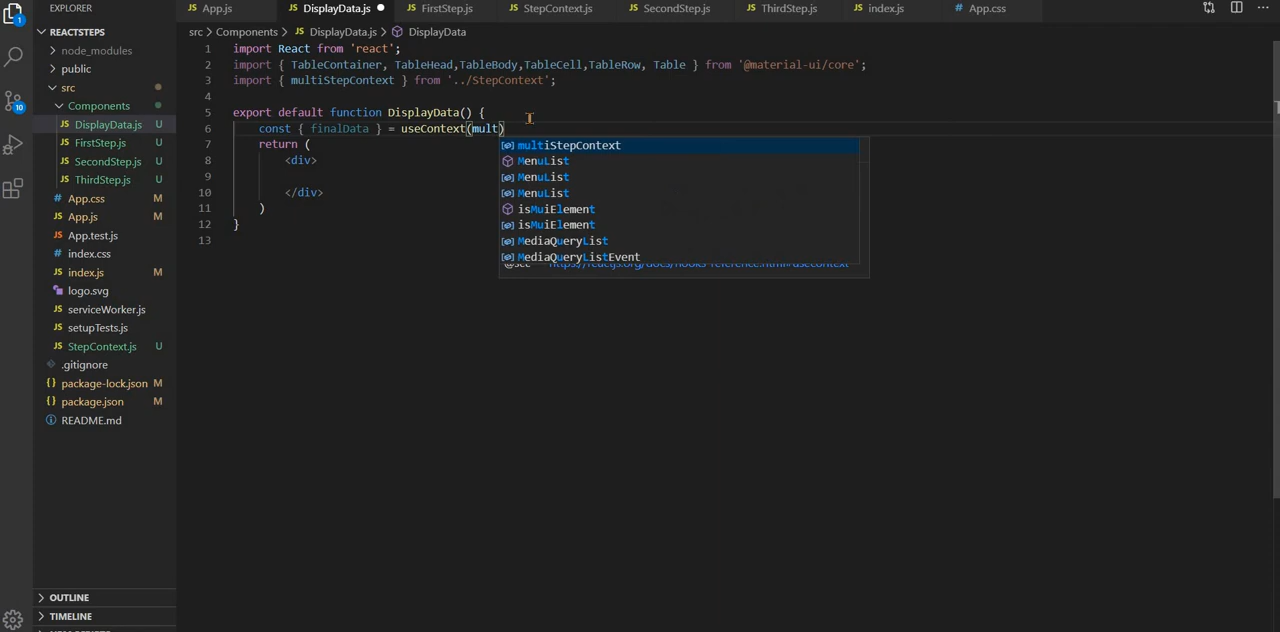 EXPLORER
App.js
DisplayData.js
FirstStep.js
StepContext.js
SecondStep.js
ThirdStep.js
index.js
App.css
src > Components > DisplayData.js > DisplayData
REACTSTEPS
node_modules
public
src
Components
DisplayData.js U
FirstStep.js U
SecondStep.js U
ThirdStep.js U
App.css M
App.js M
App.test.js
index.css
index.js M
logo.svg
serviceWorker.js
setupTests.js
StepContext.js U
.gitignore
package-lock.json M
package.json M
README.md
OUTLINE
TIMELINE
1
10
1 import React from 'react';
2 import { TableContainer, TableHead,TableBody,TableCell,TableRow, Table } from '@material-ui/core';
3 import { multiStepContext } from '../StepContext';
4
5 export default function DisplayData() {
6 const { finalData } = useContext(mult)
7 return (
8 <div>
9
10 </div>
11 )
12 }
13
multiStepContext
MenuList
MenuList
MenuList
isMuiElement
isMuiElement
MediaQueryList
MediaQueryListEvent